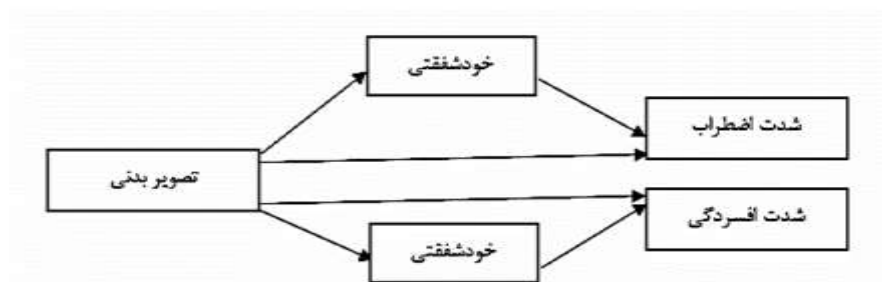 خودشفقتی
شدت اضطراب
تصویر بدنی
شدت افسردگی
خودشفقتی